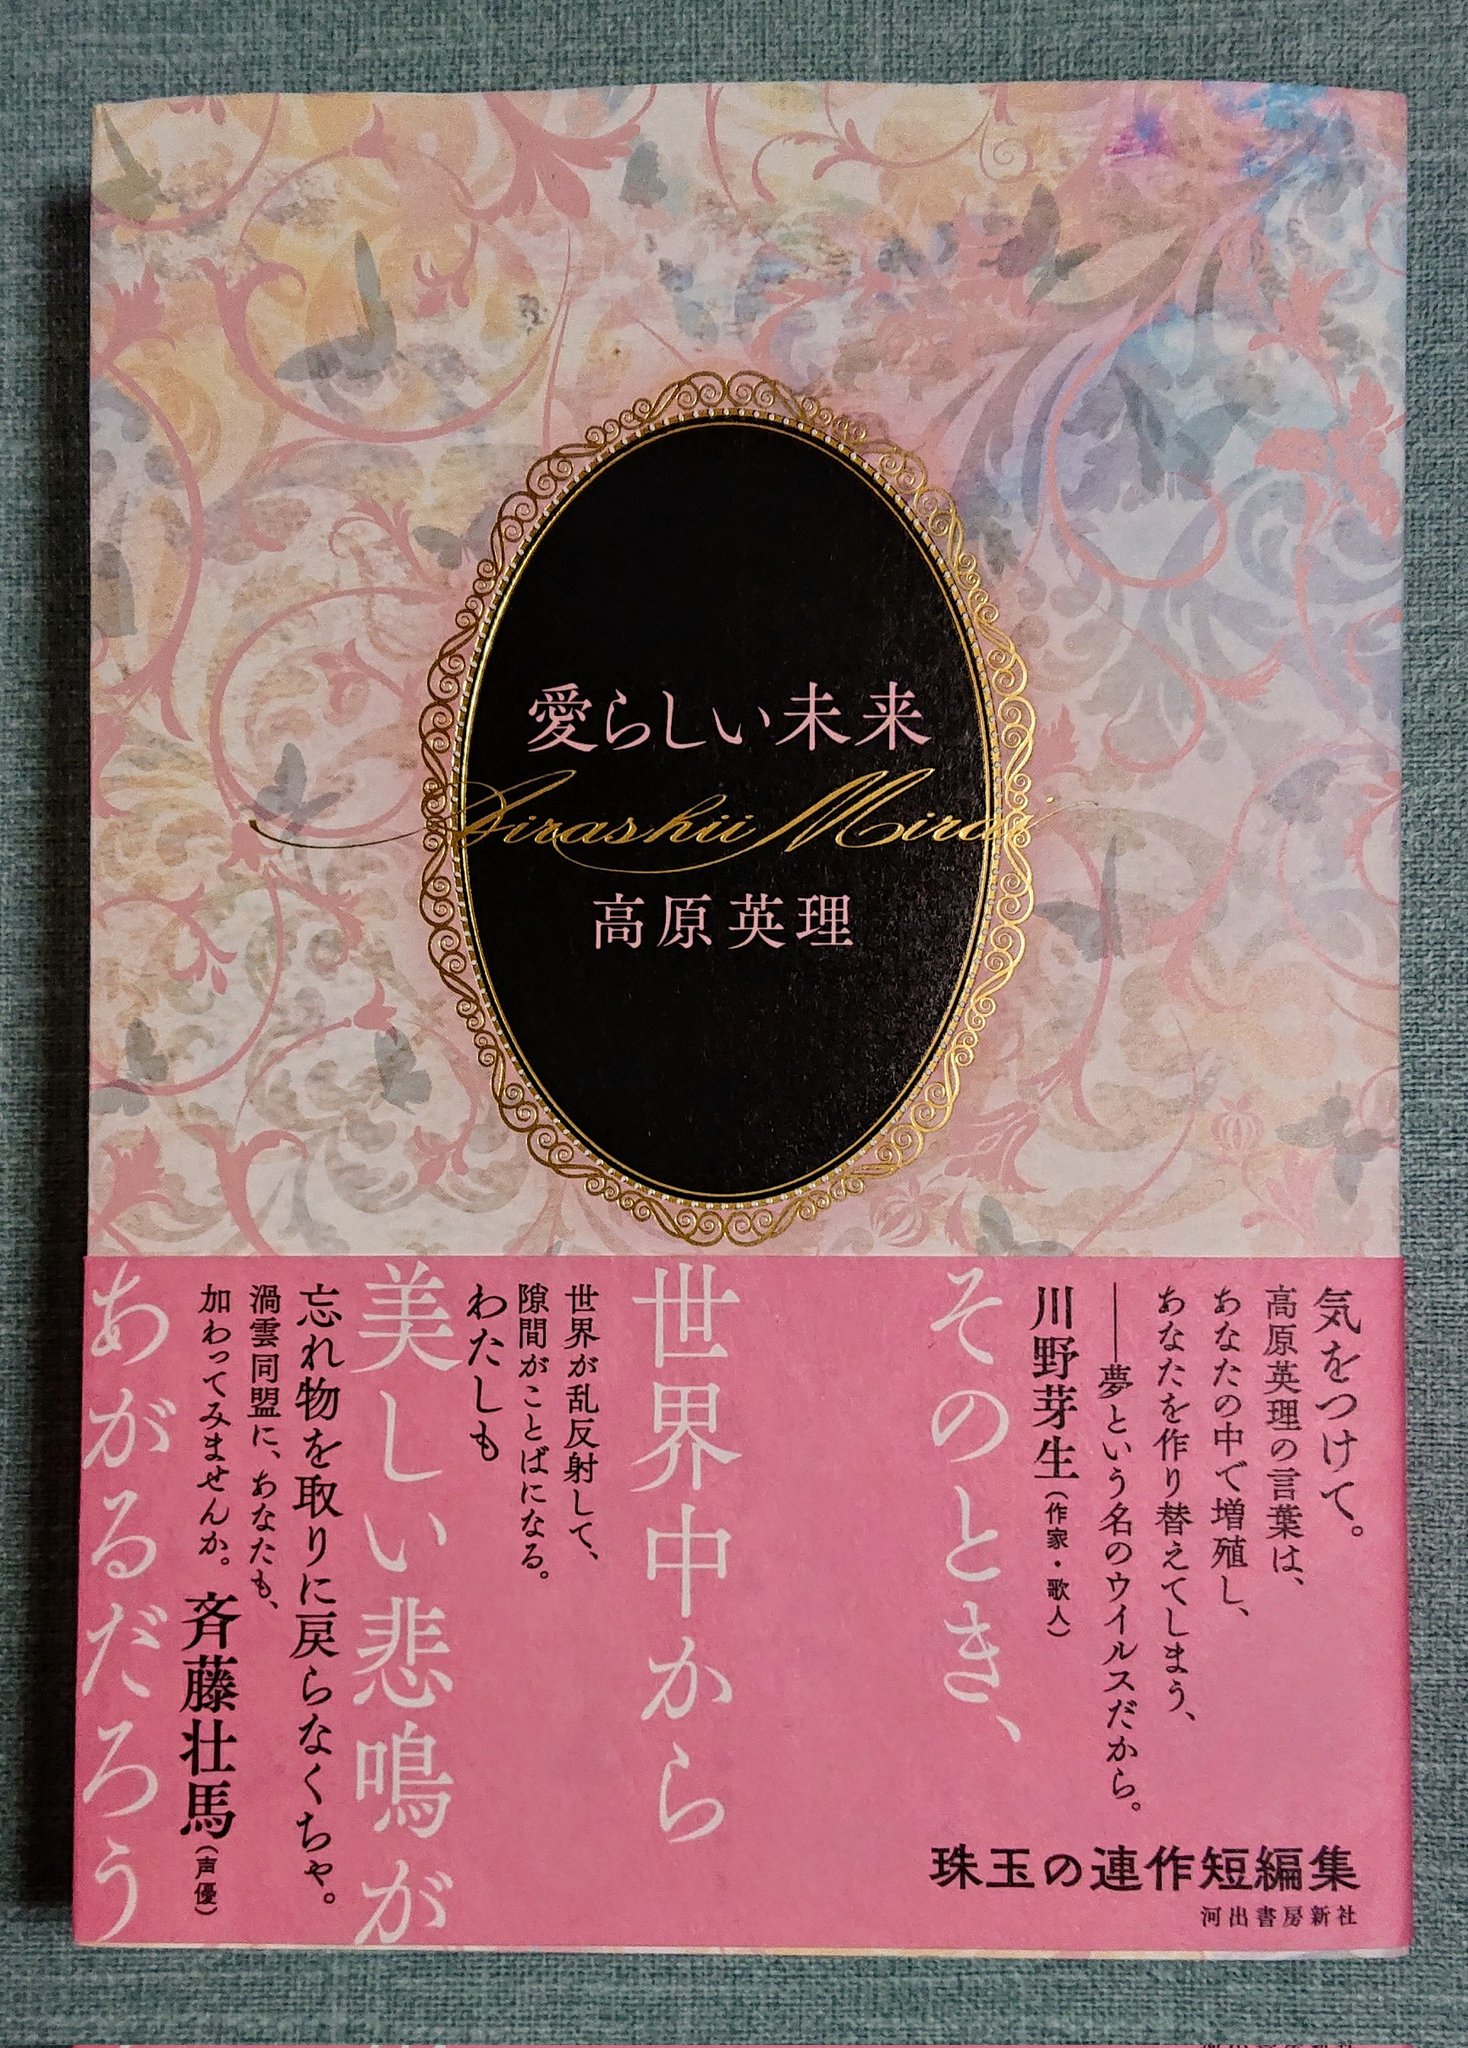 愛らしい未来
Airashii Mirai
高原英理
気をつけて。
高原英理の言葉は、
あなたの中で増殖し、
あなたを作り替えてしまう、
――夢という名のウイルスだから。
川野芽生（作家・歌人）
そのとき、
世界中から
美しい悲鳴が
あがるだろう
世界が乱反射して、
隙間がことばになる。
わたしも
忘れ物を取りに戻らなくちゃ。
渦雲同盟に、あなたも、
加わってみませんか。
斉藤壮馬（声優）
珠玉の連作短編集
河出書房新社